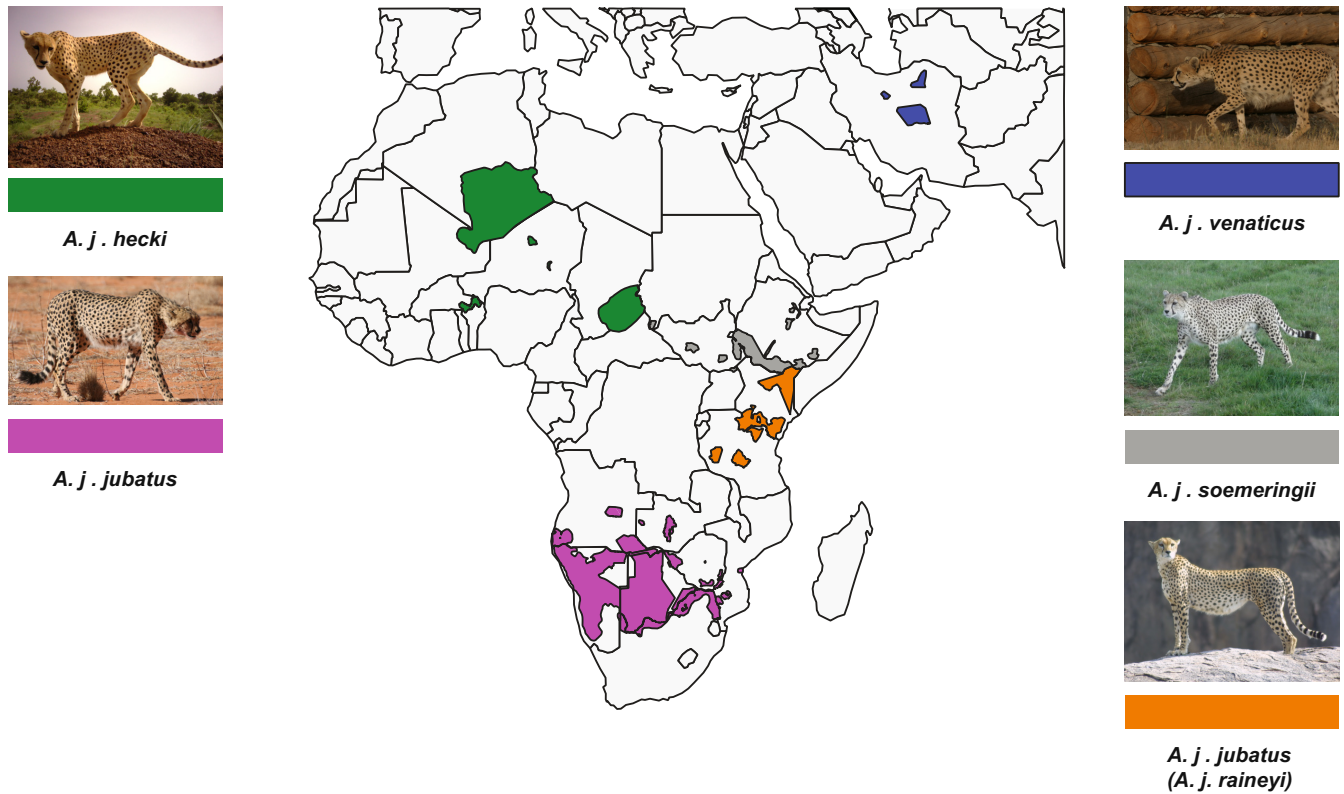 A. j . hecki
A. j . jubatus
A. j . venaticus
A. j . soemeringii
A. j . jubatus
(A. j. raineyi)